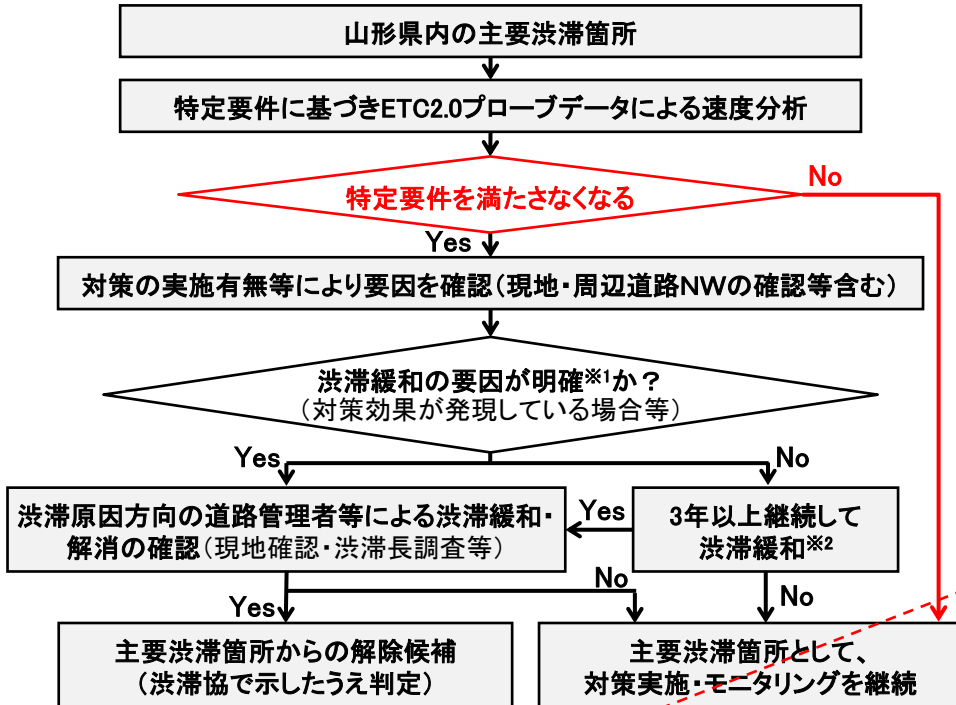 山形県内の主要渋滞箇所
特定要件に基づきETC2.0プローブデータによる速度分析
特定要件を満たさなくなる
No
Yes
対策の実施有無等により要因を確認(現地・周辺道路NWの確認等含む)
渋滞緩和の要因が明確※1か?
(対策効果が発現している場合等)
Yes
No
渋滞原因方向の道路管理者等による渋滞緩和・
解消の確認(現地確認・渋滞長調査等)
Yes
3年以上継続して
渋滞緩和※2
Yes
No
No
主要渋滞箇所からの解除候補
(渋滞協で示したうえ判定)
主要渋滞箇所として、
対策実施・モニタリングを継続